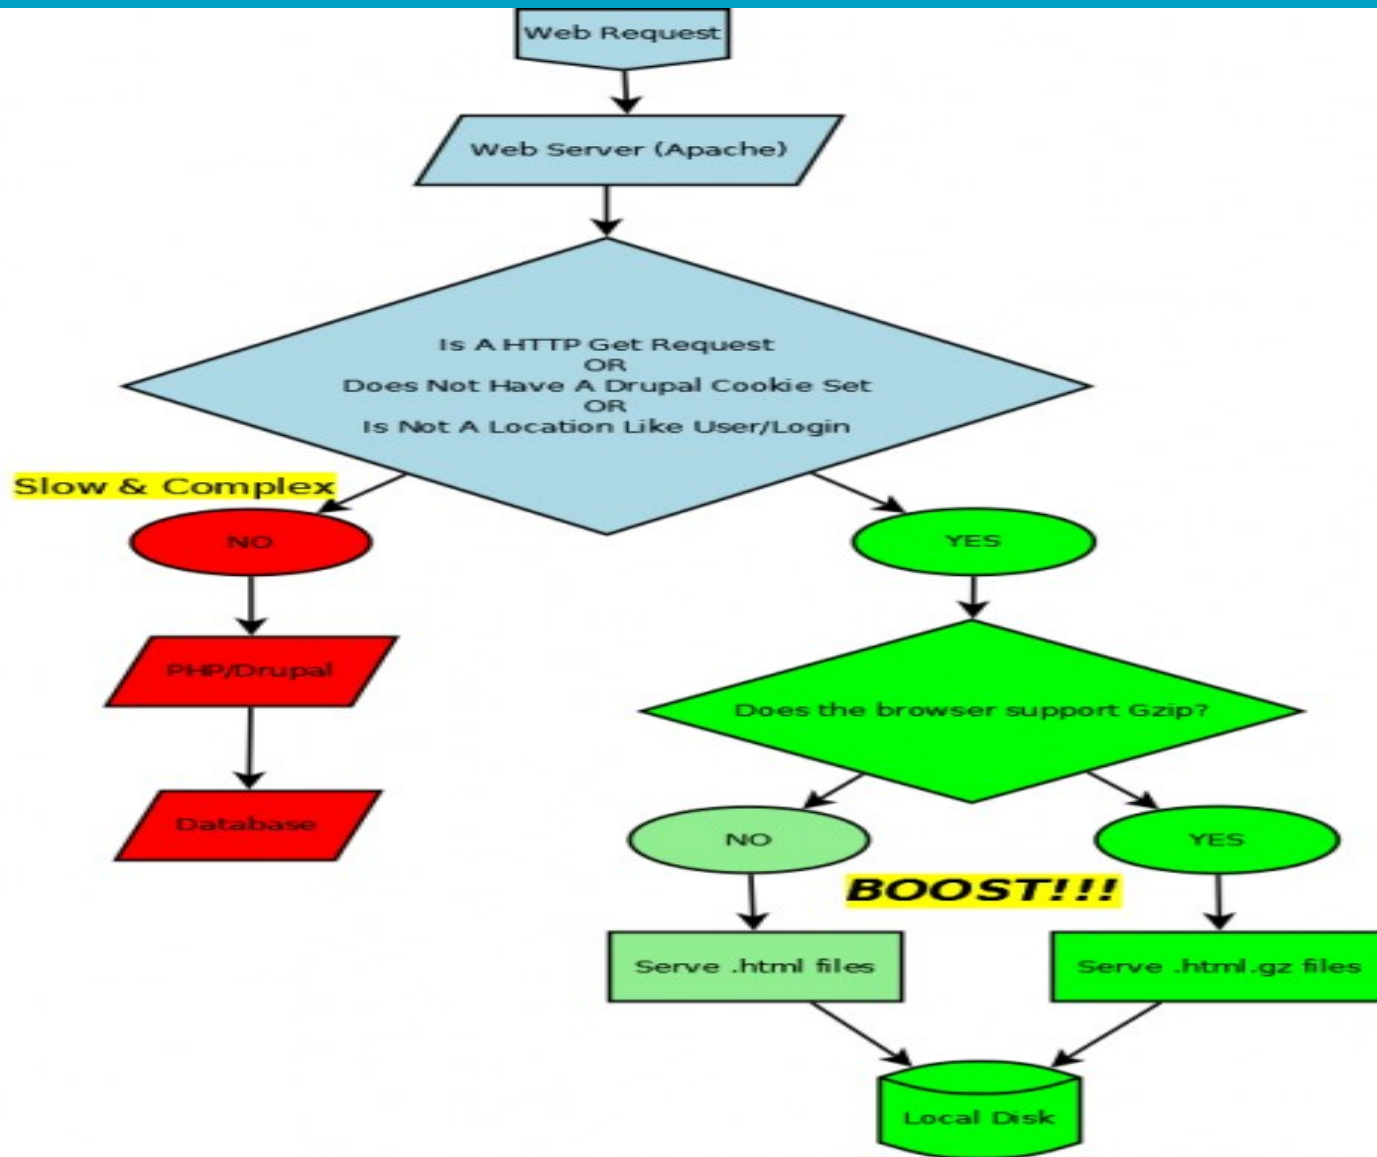 Web Request
Web Server (Apache)
Is A HTTP Get Request
OR
Does Not Have A Drupal Cookie Set
OR
Is Not A Location Like User/Login
Slow & Complex
NO
YES
PHP/Drupal
Does the browser support Gzip?
Database
NO
YES
BOOST!!!
Serve .html files
Serve .html.gz files
Local Disk